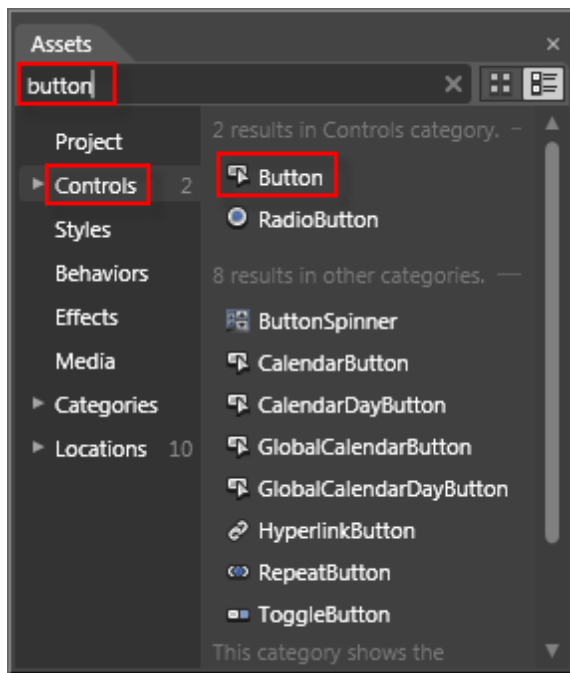 Assets
button
Project
Controls 2
Styles
Behaviors
Effects
Media
Categories
Locations 10
2 results in Controls category.
Button
RadioButton
8 results in other categories.
ButtonSpinner
CalendarButton
CalendarDayButton
GlobalCalendarButton
GlobalCalendarDayButton
HyperlinkButton
RepeatButton
ToggleButton
This category shows the